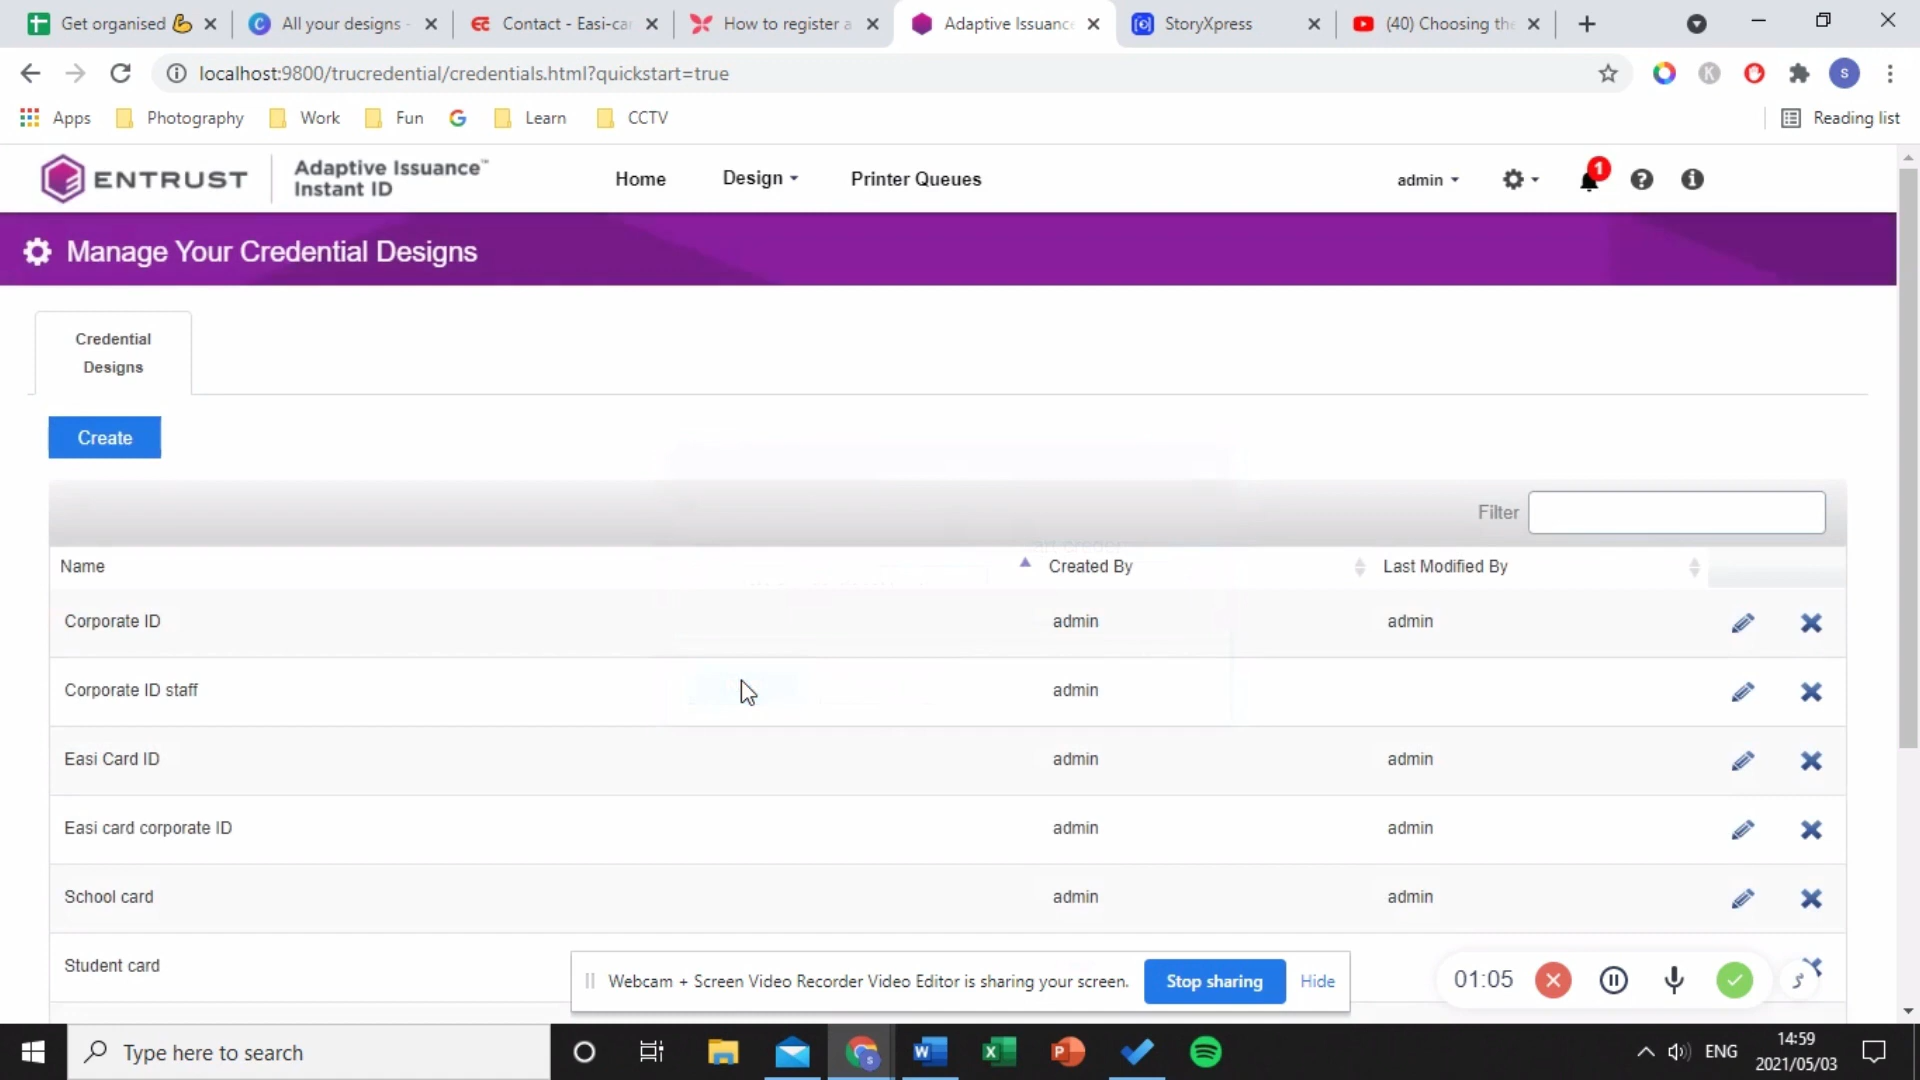 Get organised 💪
All your designs -
Contact - Easi-car
How to register a
Adaptive Issuance
StoryXpress
(40) Choosing the
localhost:9800/trucredential/credentials.html?quickstart=true
K
s
Apps
Photography
Work
Fun
Learn
CCTV
Reading list
ENTRUST
Adaptive Issuance™
Instant ID
Home
Design
Printer Queues
admin
1
Manage Your Credential Designs
Credential
Designs
Create
Filter
Name
Created By
Last Modified By
Corporate ID
admin
admin
Corporate ID staff
admin
Easi Card ID
admin
admin
Easi card corporate ID
admin
admin
School card
admin
admin
Student card
Webcam + Screen Video Recorder Video Editor is sharing your screen.
Stop sharing
Hide
01:05
Type here to search
ENG
14:59
2021/05/03